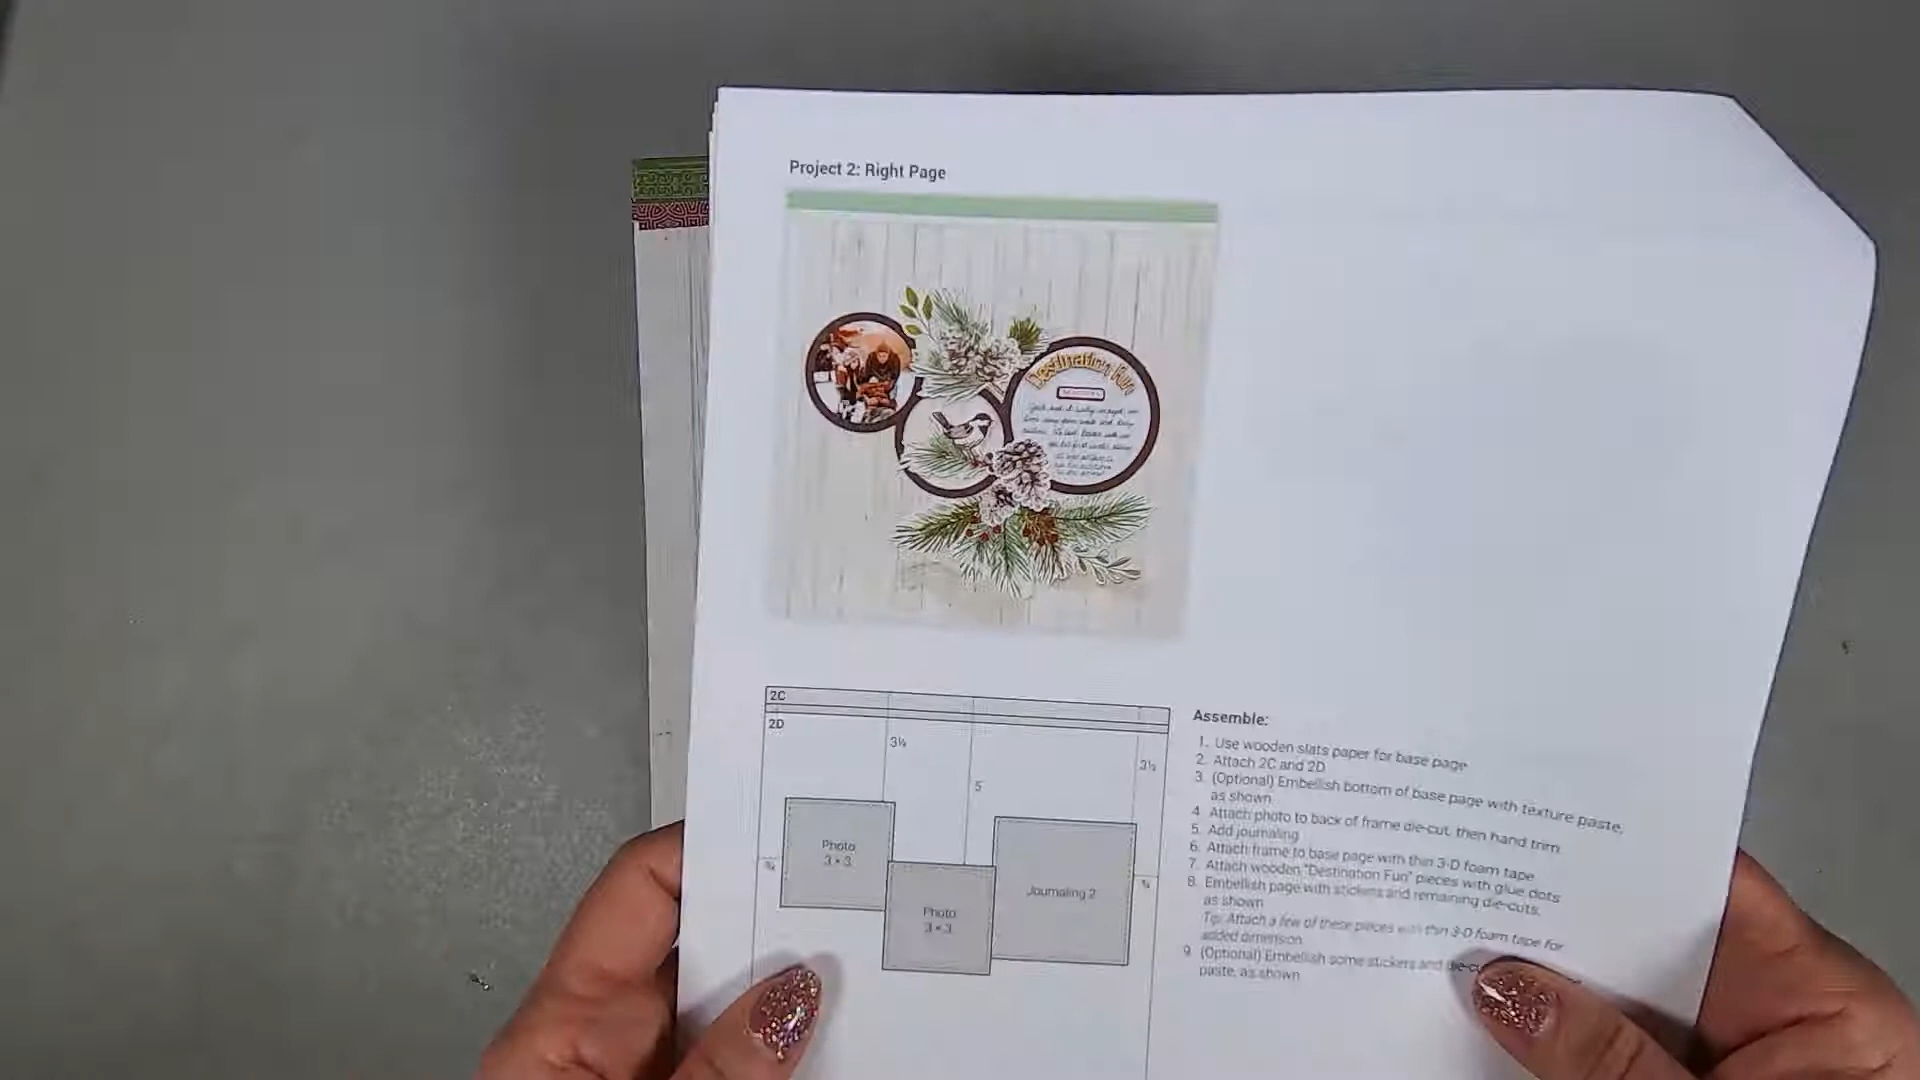 Project 2: Right Page
Destination Fun
2C
2D
3½
5
3½
Photo
3 × 3
¾
Photo
3 × 3
Journaling 2
¾
Assemble:
1. Use wooden slats paper for base page
2. Attach 2C and 2D
3. (Optional) Embellish bottom of base page with texture paste,
as shown
4. Attach photo to back of frame die-cut, then hand trim
5. Add journaling
6. Attach frame to base page with thin 3-D foam tape
7. Attach wooden "Destination Fun" pieces with glue dots
8. Embellish page with stickers and remaining die-cuts,
as shown
Tip: Attach a few of these pieces with thin 3-D foam tape for
added dimension
9. (Optional) Embellish some stickers and die-cu
paste, as shown